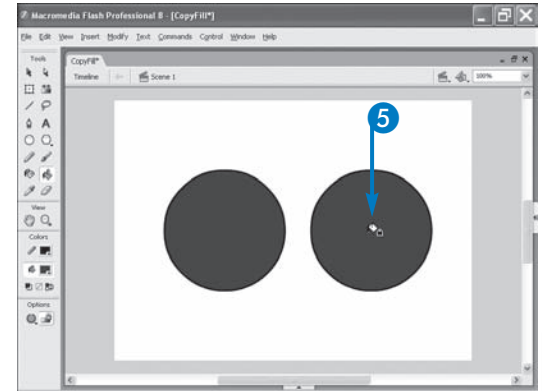 Macromedia Flash Professional 8 - [CopyFill*]
File Edit View Insert Modify Text Commands Control Window Help
Tools
CopyFill*
Timeline
Scene 1
100%
A
View
Colors
Options
5